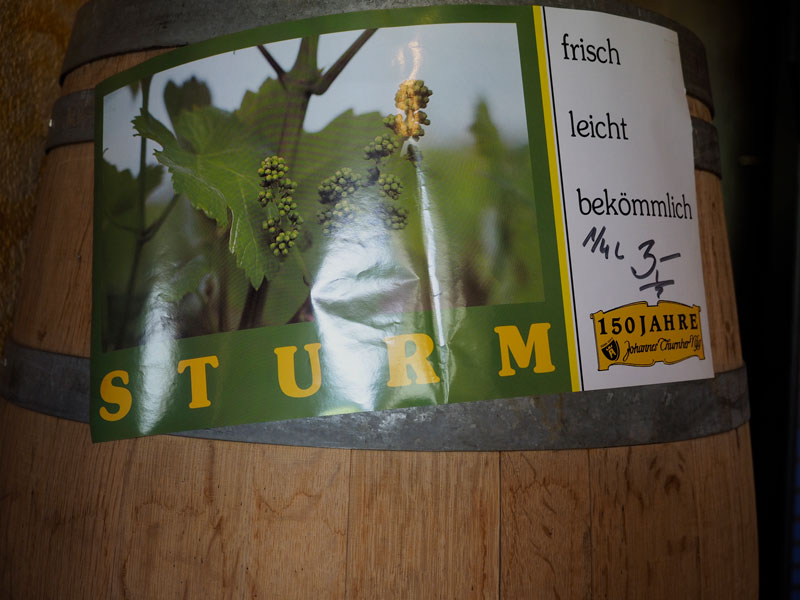 STURM
frisch
leicht
bekömmlich
1/4 L 3,-
150 JAHRE